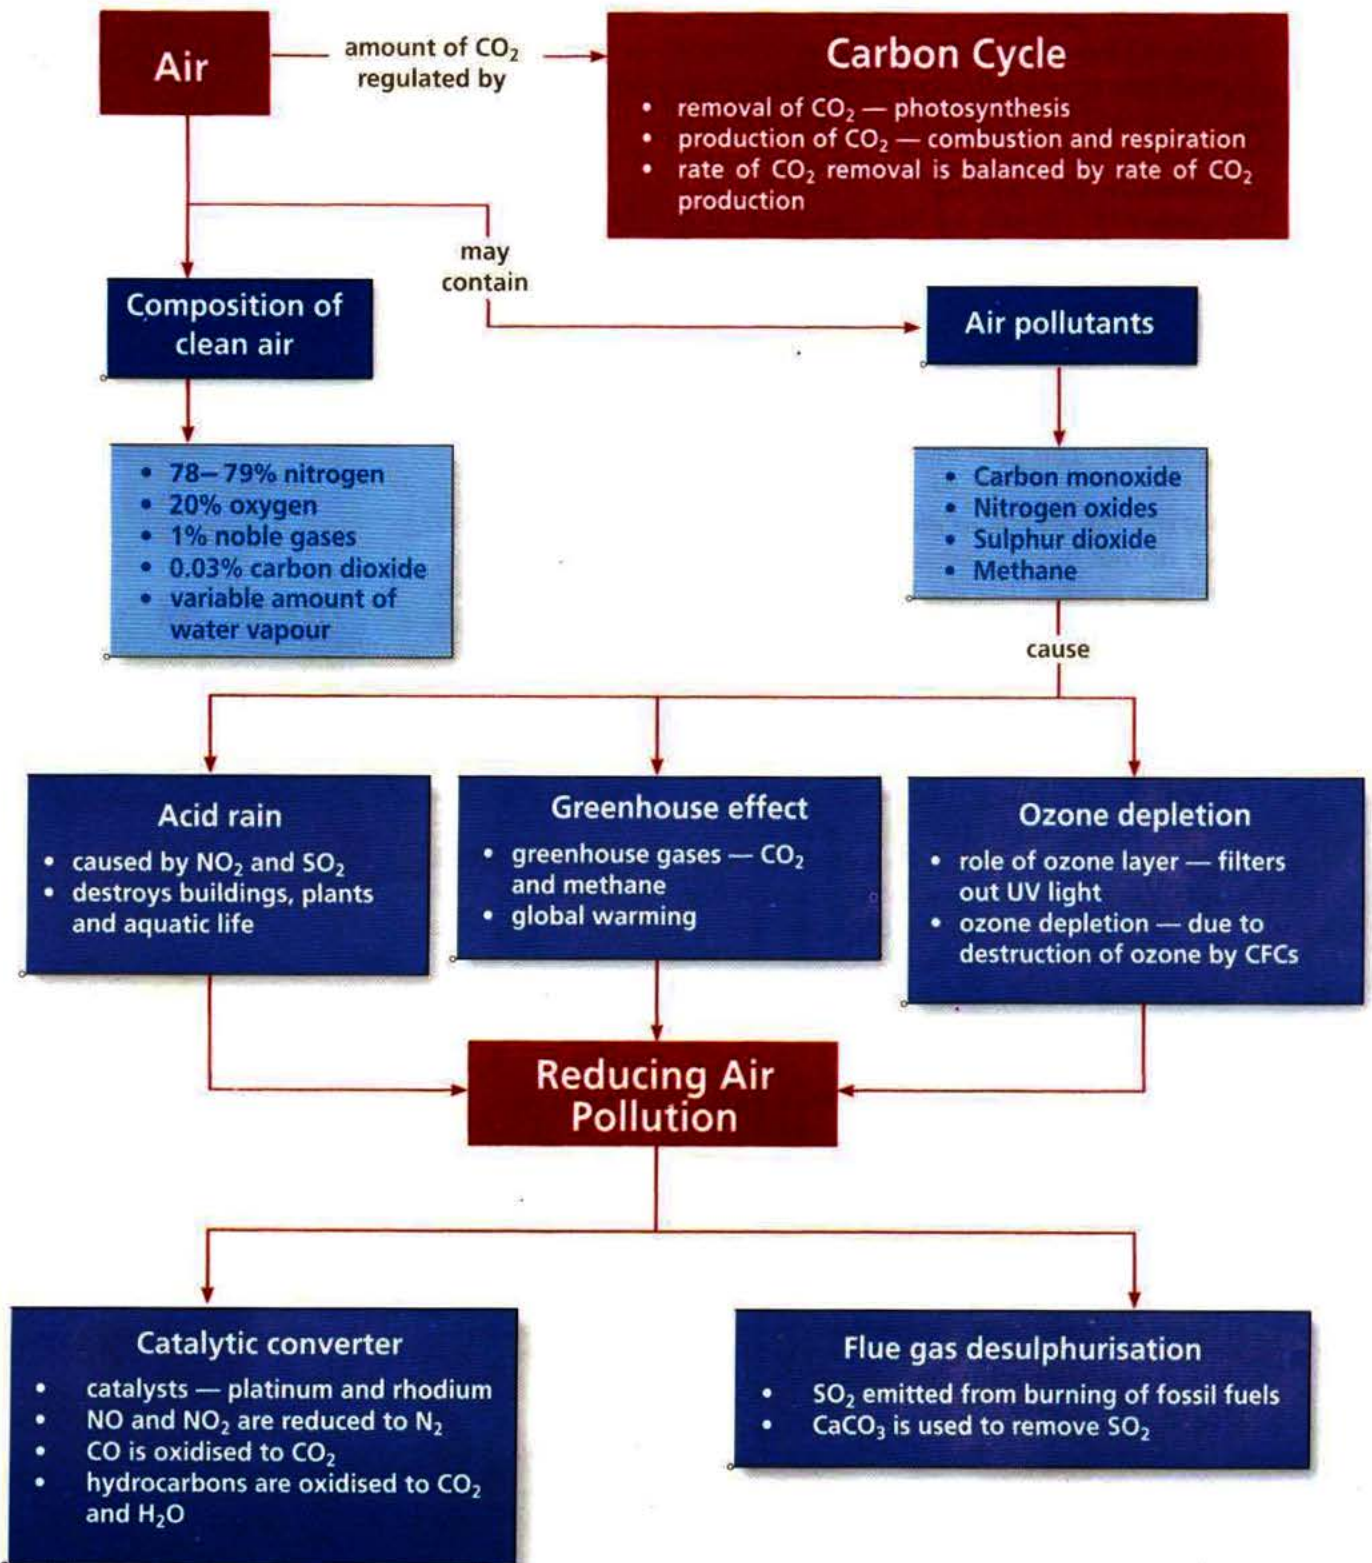 Air
amount of CO₂
regulated by
Carbon Cycle
• removal of CO₂ — photosynthesis
• production of CO₂ — combustion and respiration
• rate of CO₂ removal is balanced by rate of CO₂
production
may
contain
Composition of
clean air
Air pollutants
• 78–79% nitrogen
• 20% oxygen
• 1% noble gases
• 0.03% carbon dioxide
• variable amount of
water vapour
• Carbon monoxide
• Nitrogen oxides
• Sulphur dioxide
• Methane
cause
Acid rain
• caused by NO₂ and SO₂
• destroys buildings, plants
and aquatic life
Greenhouse effect
• greenhouse gases — CO₂
and methane
• global warming
Ozone depletion
• role of ozone layer — filters
out UV light
• ozone depletion — due to
destruction of ozone by CFCs
Reducing Air
Pollution
Catalytic converter
• catalysts — platinum and rhodium
• NO and NO₂ are reduced to N₂
• CO is oxidised to CO₂
• hydrocarbons are oxidised to CO₂
and H₂O
Flue gas desulphurisation
• SO₂ emitted from burning of fossil fuels
• CaCO₃ is used to remove SO₂